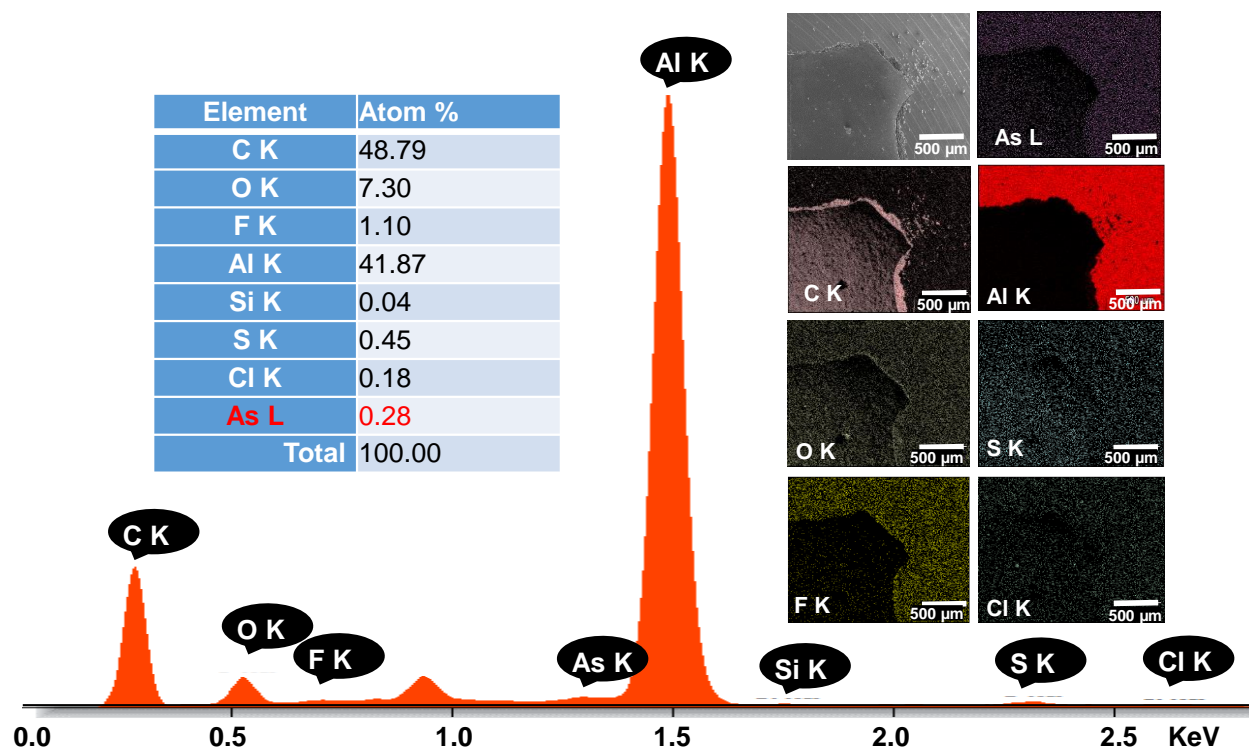 Al K
Element Atom %
C K 48.79
O K 7.30
F K 1.10
Al K 41.87
Si K 0.04
S K 0.45
Cl K 0.18
As L 0.28
Total 100.00
500 µm
As L 500 µm
C K 500 µm
Al K 500 µm
O K 500 µm
S K 500 µm
F K 500 µm
Cl K 500 µm
C K
O K
F K
As K
Si K
S K
Cl K
0.0 0.5 1.0 1.5 2.0 2.5 KeV